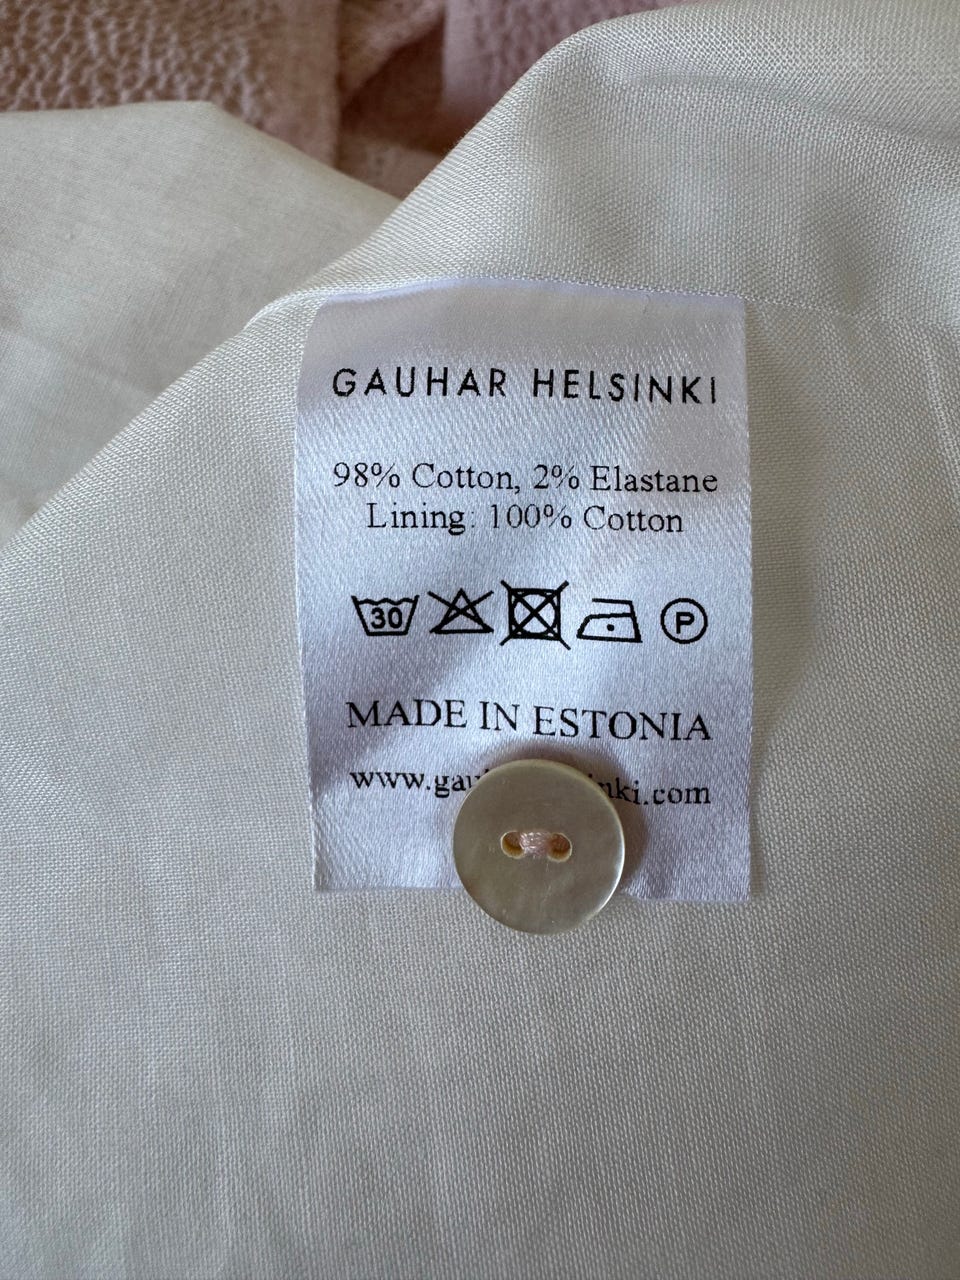 GAUHAR HELSINKI
98% Cotton, 2% Elastane
Lining: 100% Cotton
30 P
MADE IN ESTONIA